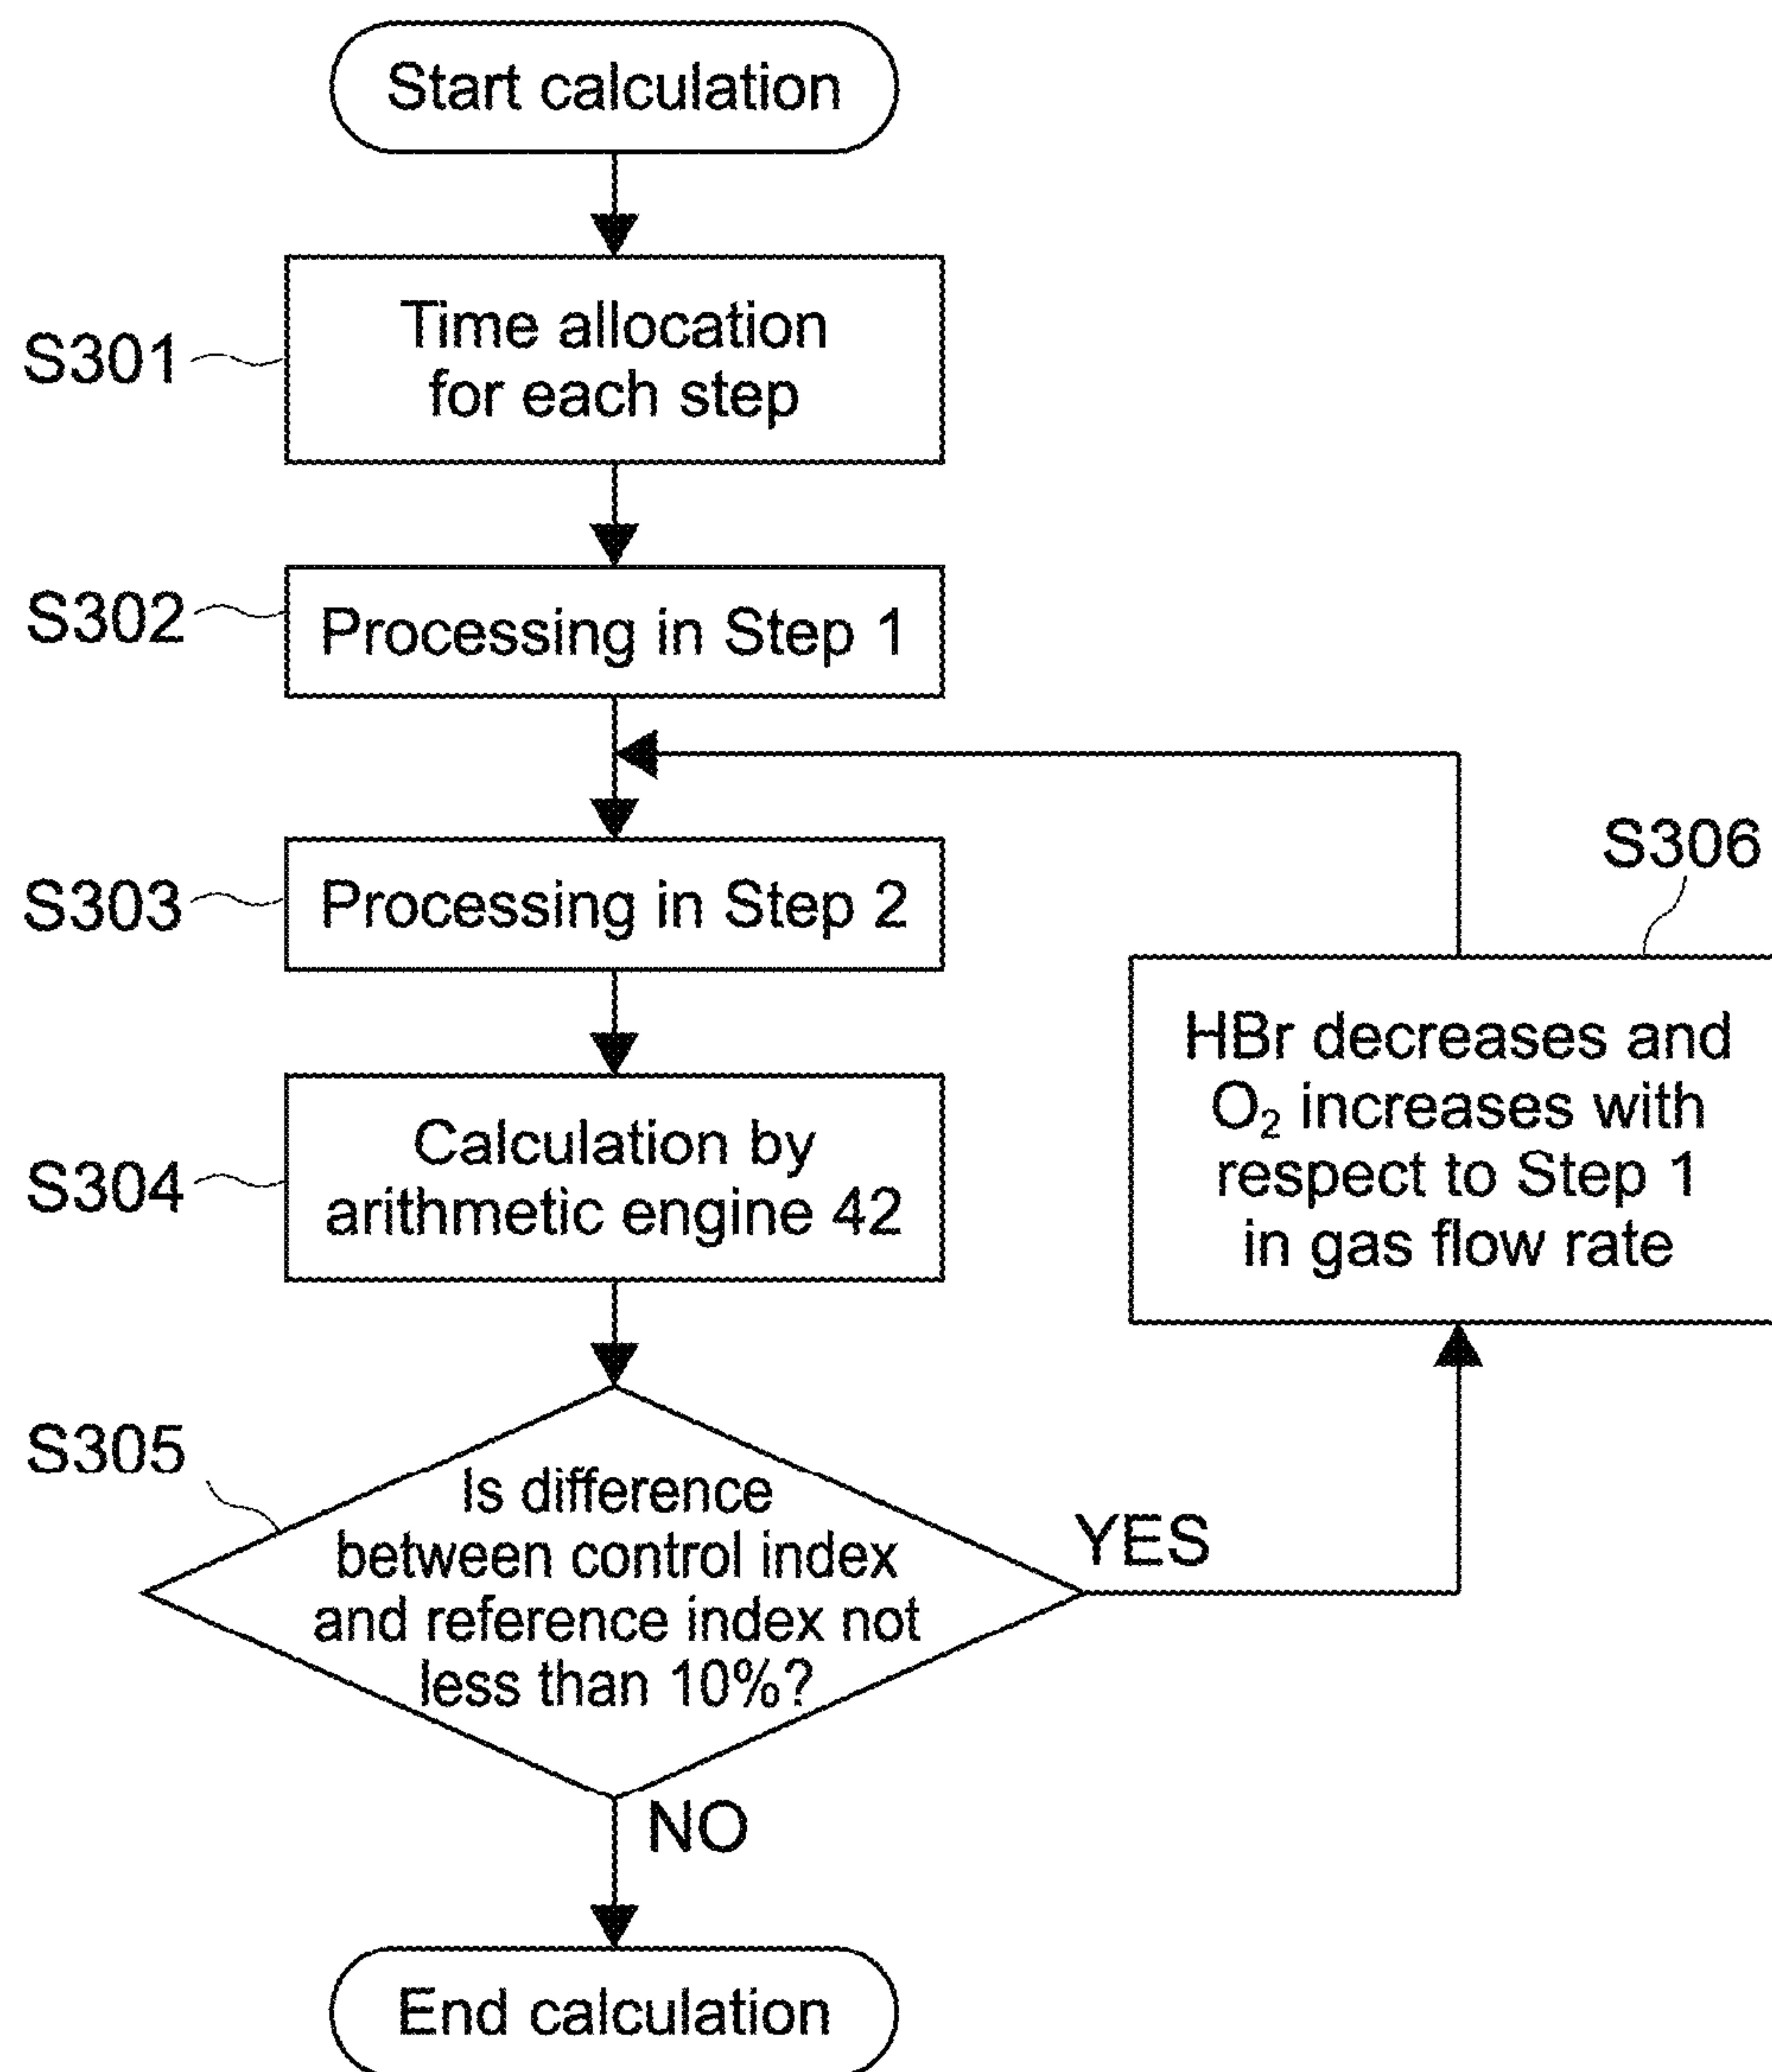 Start calculation
S301
Time allocation
for each step
S302
Processing in Step 1
S303
Processing in Step 2
S306
HBr decreases and
O₂ increases with
respect to Step 1
in gas flow rate
S304
Calculation by
arithmetic engine 42
S305
Is difference
between control index
and reference index not
less than 10%?
YES
NO
End calculation